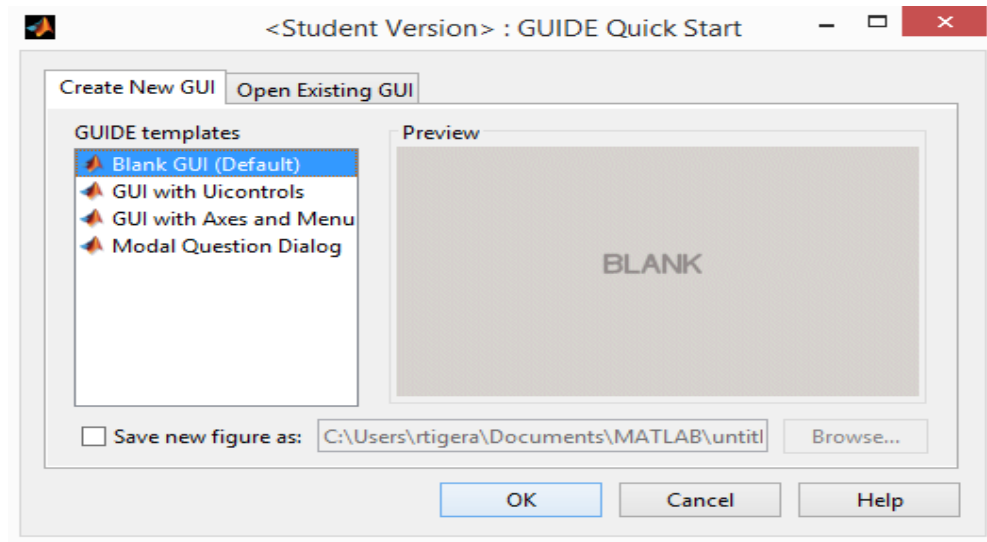 <Student Version> : GUIDE Quick Start
Create New GUI Open Existing GUI
GUIDE templates
Blank GUI (Default)
GUI with Uicontrols
GUI with Axes and Menu
Modal Question Dialog
Preview
BLANK
Save new figure as: C:\Users\rtigera\Documents\MATLAB\untitl Browse...
OK Cancel Help